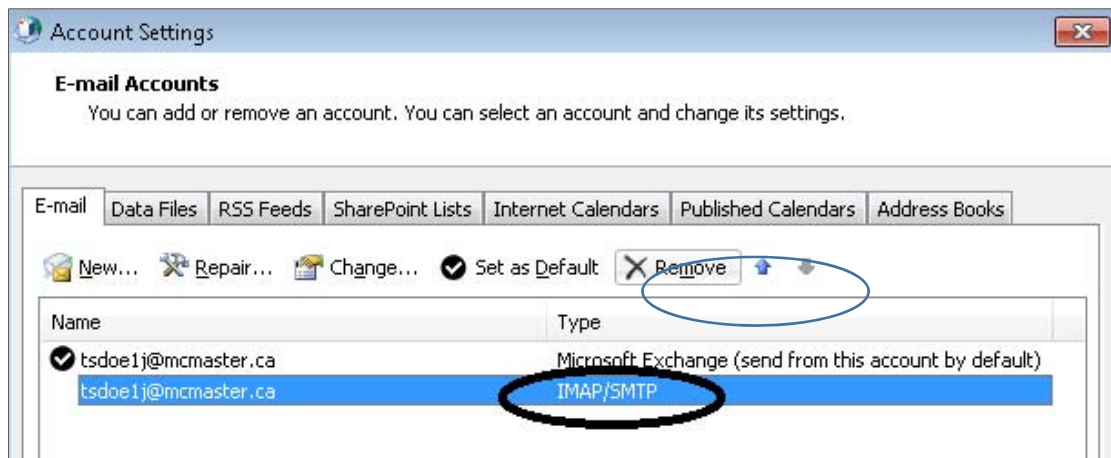 Account Settings
E-mail Accounts
You can add or remove an account. You can select an account and change its settings.
E-mail Data Files RSS Feeds SharePoint Lists Internet Calendars Published Calendars Address Books
New... Repair... Change... Set as Default Remove
Name Type
tsdoe1j@mcmaster.ca Microsoft Exchange (send from this account by default)
tsdoe1j@mcmaster.ca IMAP/SMTP